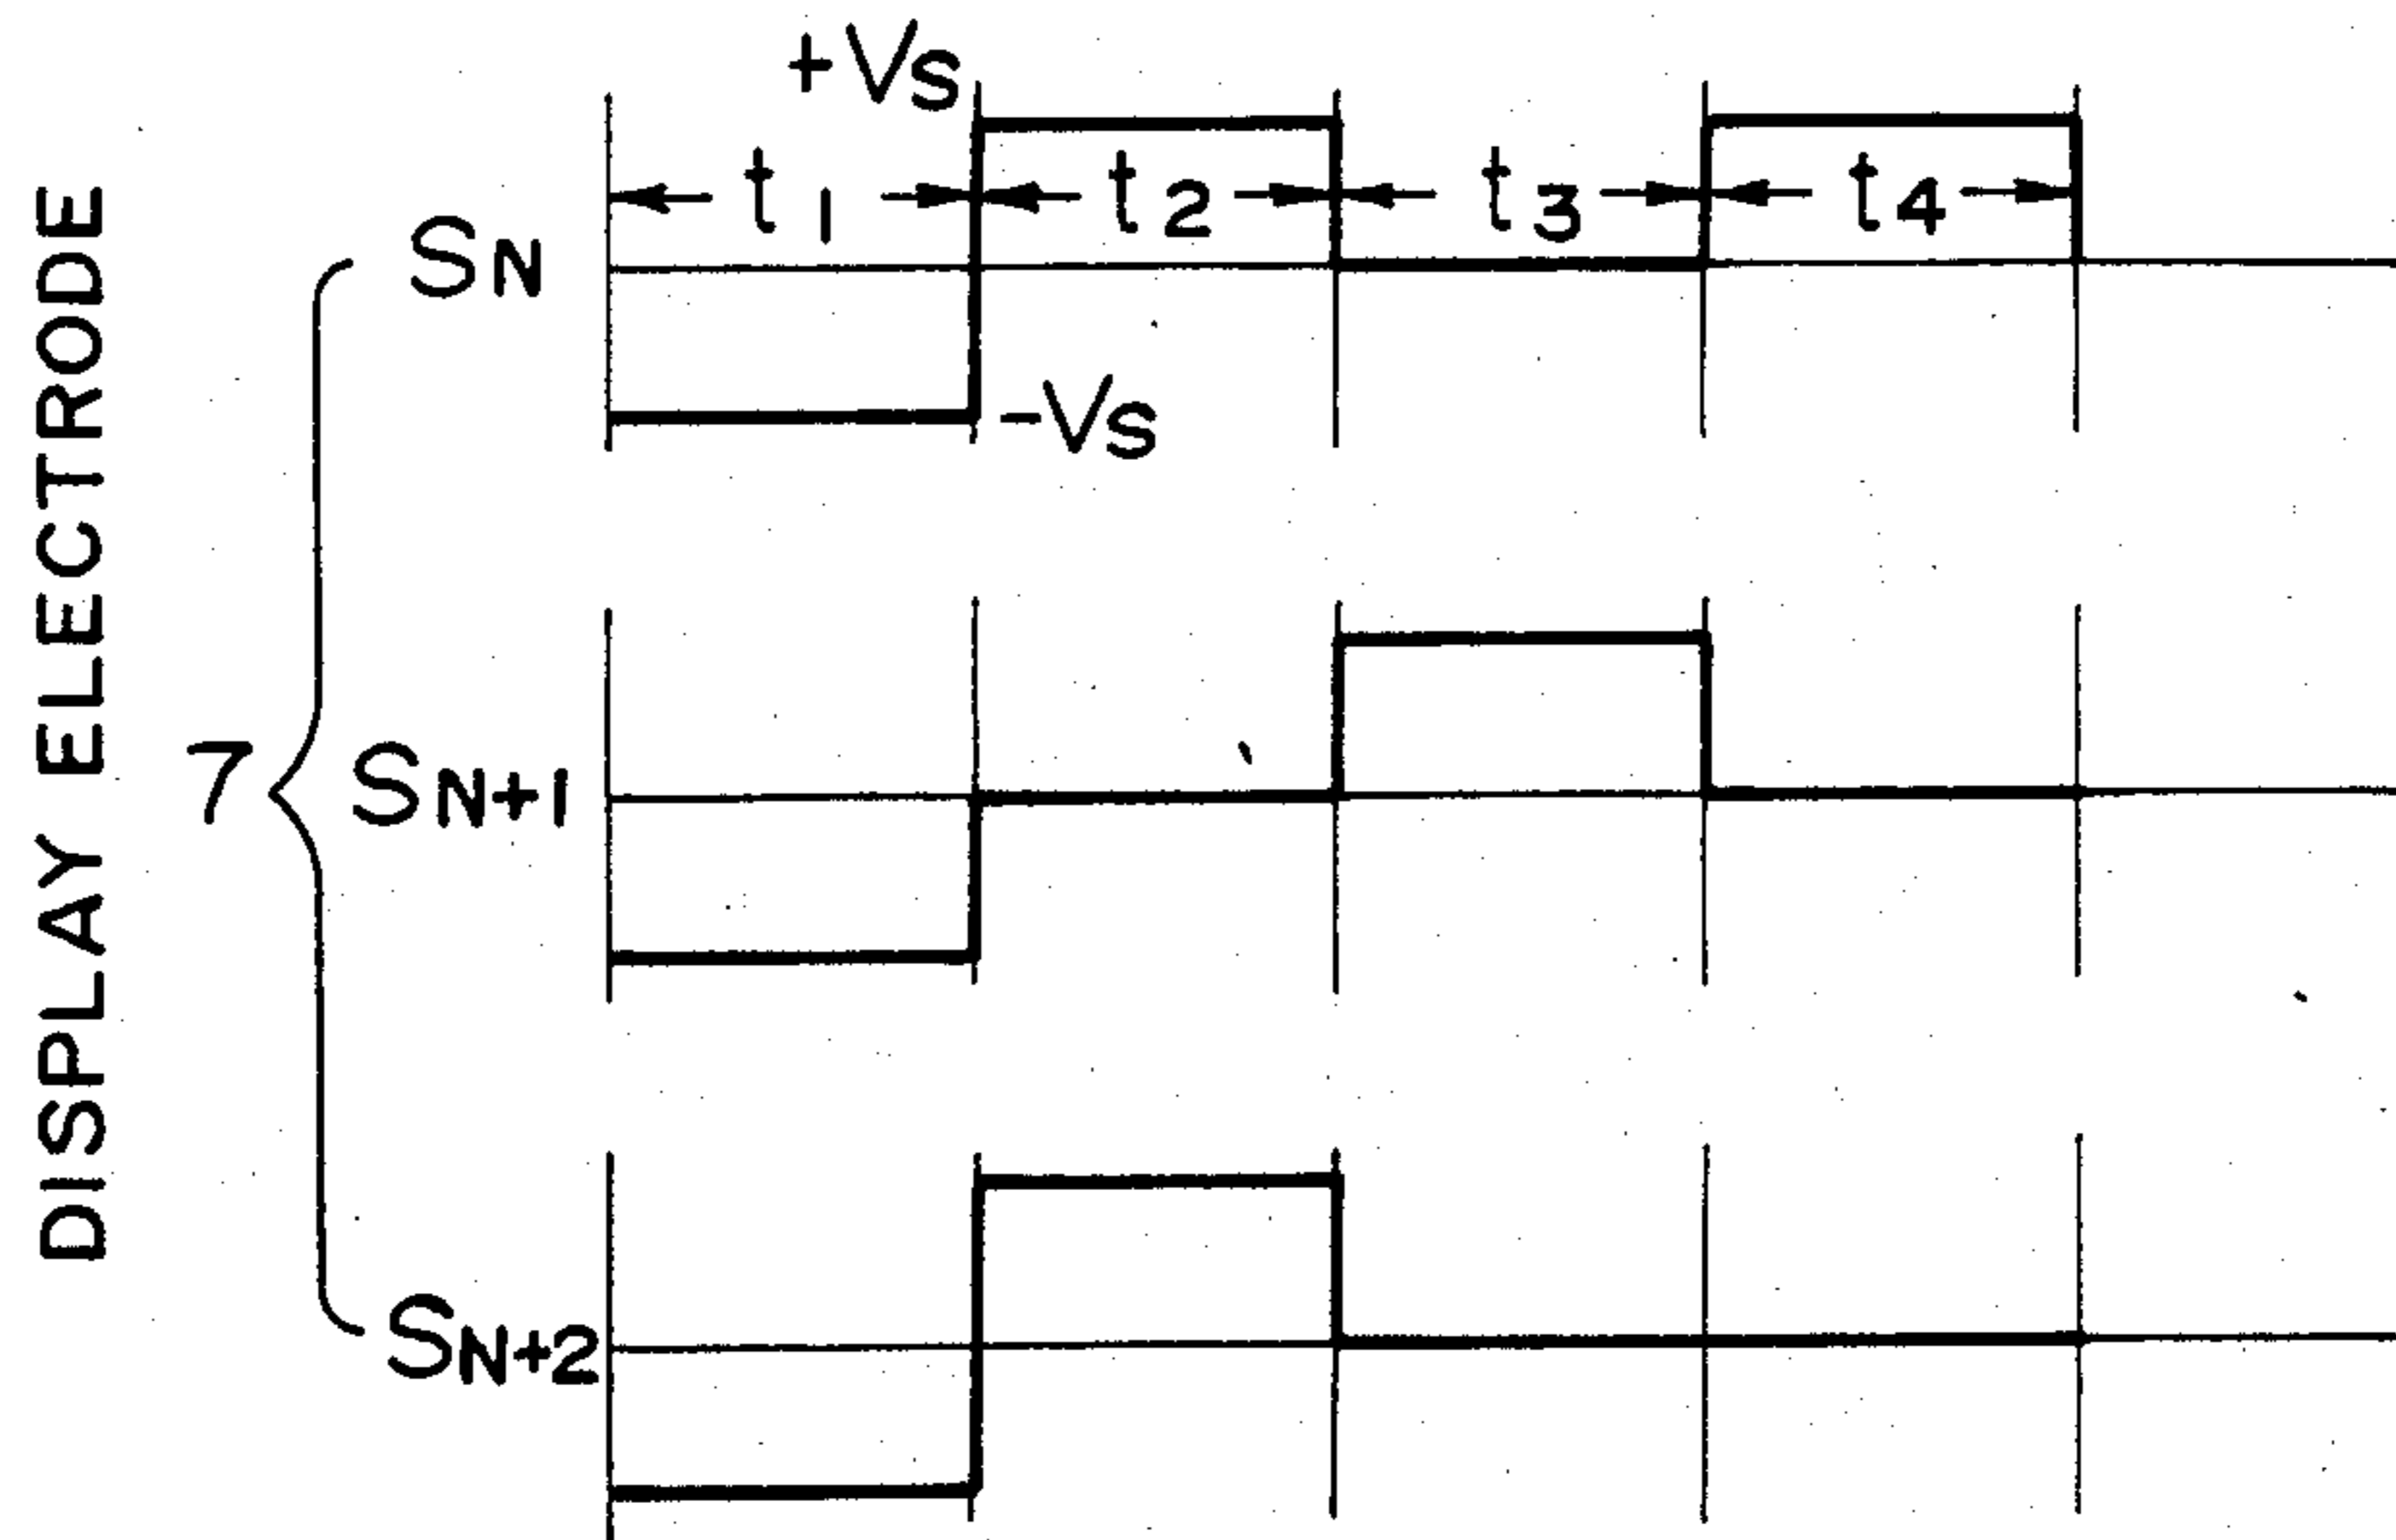 DISPLAY ELECTRODE
7
+Vs
SN
t1
t2
t3
t4
-Vs
SN+1
SN+2